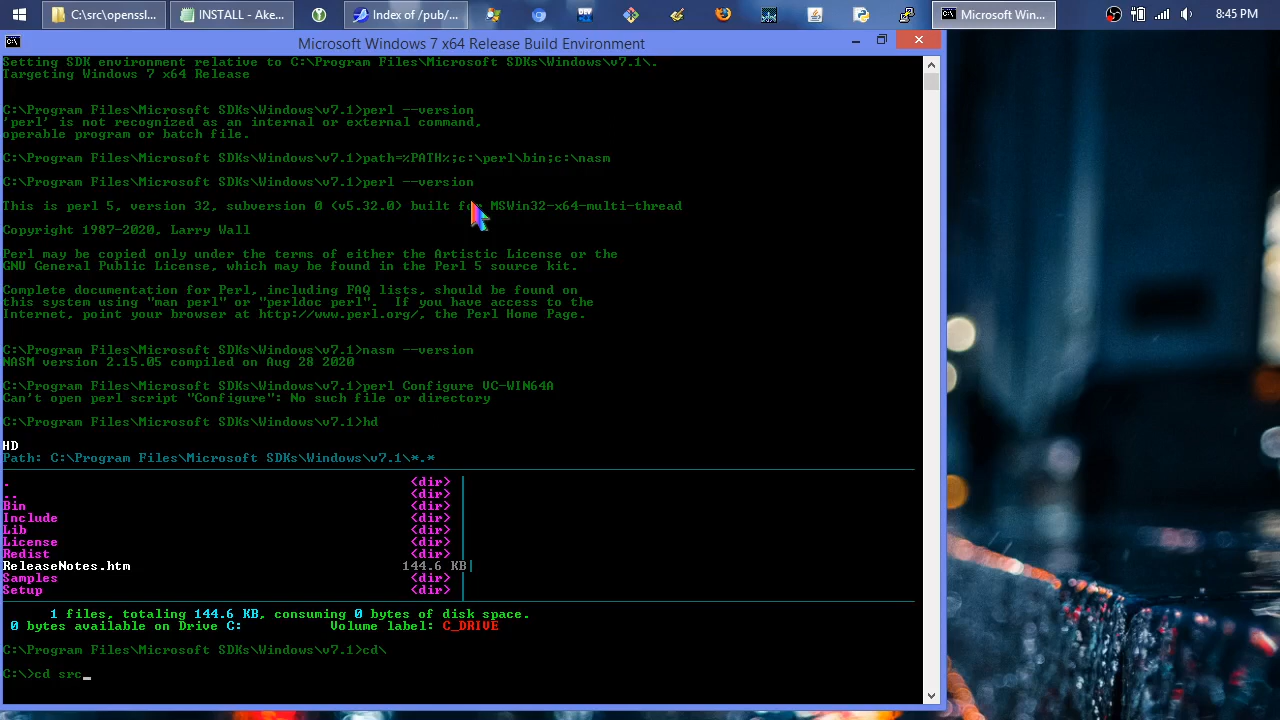 C:\src\openssl...
INSTALL - Ake...
Index of /pub/...
Microsoft Win...
8:45 PM
Microsoft Windows 7 x64 Release Build Environment
Setting SDK environment relative to C:\Program Files\Microsoft SDKs\Windows\v7.1\.
Targeting Windows 7 x64 Release
C:\Program Files\Microsoft SDKs\Windows\v7.1>perl --version
'perl' is not recognized as an internal or external command,
operable program or batch file.
C:\Program Files\Microsoft SDKs\Windows\v7.1>path=%PATH%;c:\perl\bin;c:\nasm
C:\Program Files\Microsoft SDKs\Windows\v7.1>perl --version
This is perl 5, version 32, subversion 0 (v5.32.0) built for MSWin32-x64-multi-thread
Copyright 1987-2020, Larry Wall
Perl may be copied only under the terms of either the Artistic License or the
GNU General Public License, which may be found in the Perl 5 source kit.
Complete documentation for Perl, including FAQ lists, should be found on
this system using "man perl" or "perldoc perl".  If you have access to the
Internet, point your browser at http://www.perl.org/, the Perl Home Page.
C:\Program Files\Microsoft SDKs\Windows\v7.1>nasm --version
NASM version 2.15.05 compiled on Aug 28 2020
C:\Program Files\Microsoft SDKs\Windows\v7.1>perl Configure VC-WIN64A
Can't open perl script "Configure": No such file or directory
C:\Program Files\Microsoft SDKs\Windows\v7.1>hd
HD
Path: C:\Program Files\Microsoft SDKs\Windows\v7.1\*.*
. <dir>
.. <dir>
Bin <dir>
Include <dir>
Lib <dir>
License <dir>
Redist <dir>
ReleaseNotes.htm 144.6 KB
Samples <dir>
Setup <dir>
1 files, totaling 144.6 KB, consuming 0 bytes of disk space.
0 bytes available on Drive C: Volume label: C_DRIVE
C:\Program Files\Microsoft SDKs\Windows\v7.1>cd\
C:\>cd src_